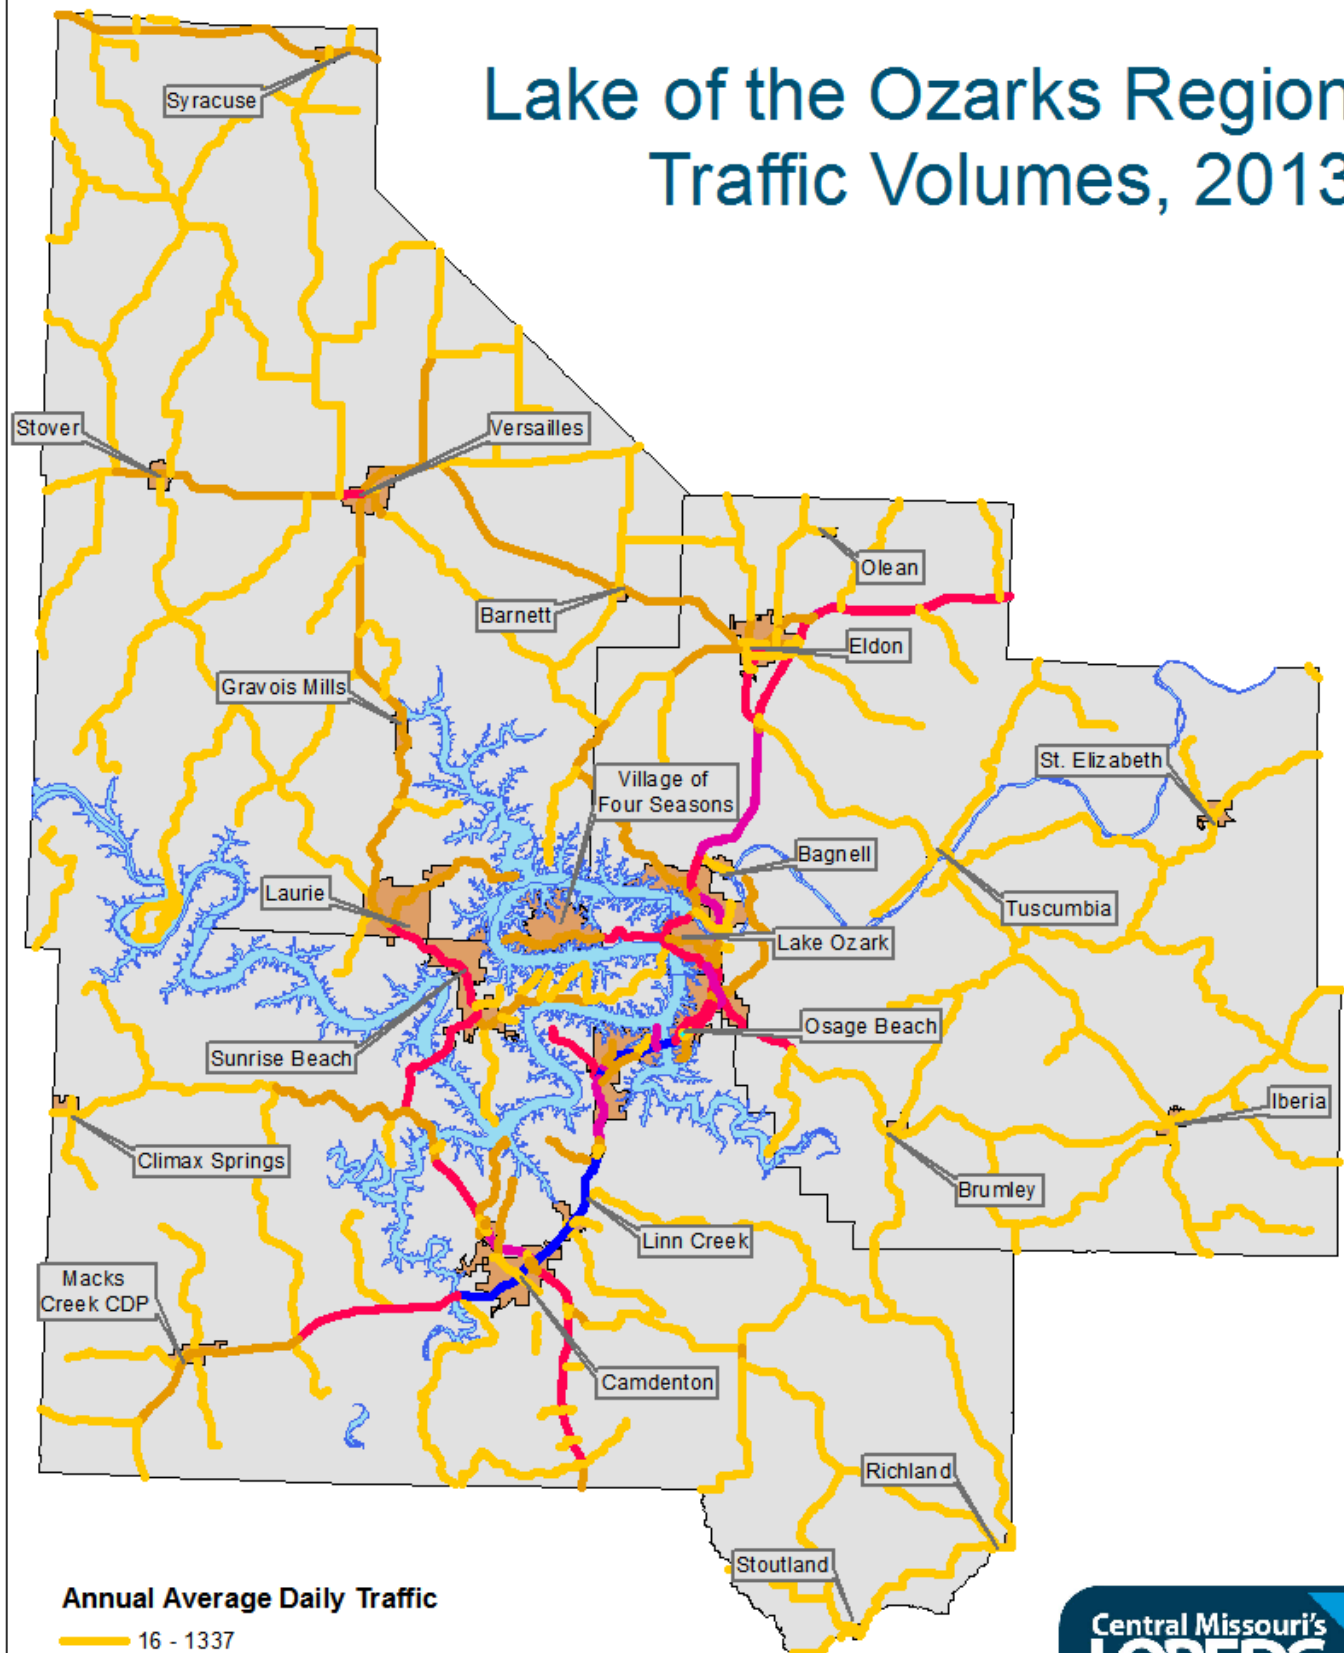 Lake of the Ozarks Region
Traffic Volumes, 2013
Syracuse
Stover
Versailles
Olean
Barnett
Eldon
Gravois Mills
St. Elizabeth
Village of
Four Seasons
Bagnell
Laurie
Tuscumbia
Lake Ozark
Osage Beach
Sunrise Beach
Iberia
Climax Springs
Brumley
Linn Creek
Macks
Creek CDP
Camdenton
Richland
Stoutland
Annual Average Daily Traffic
16 - 1337
Central Missouri's